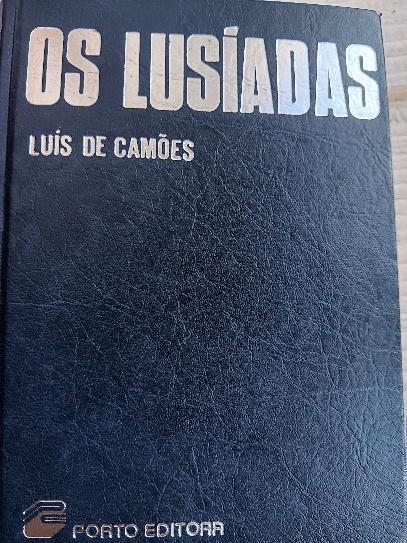 OS LUSÍADAS
LUÍS DE CAMÕES
PORTO EDITORA